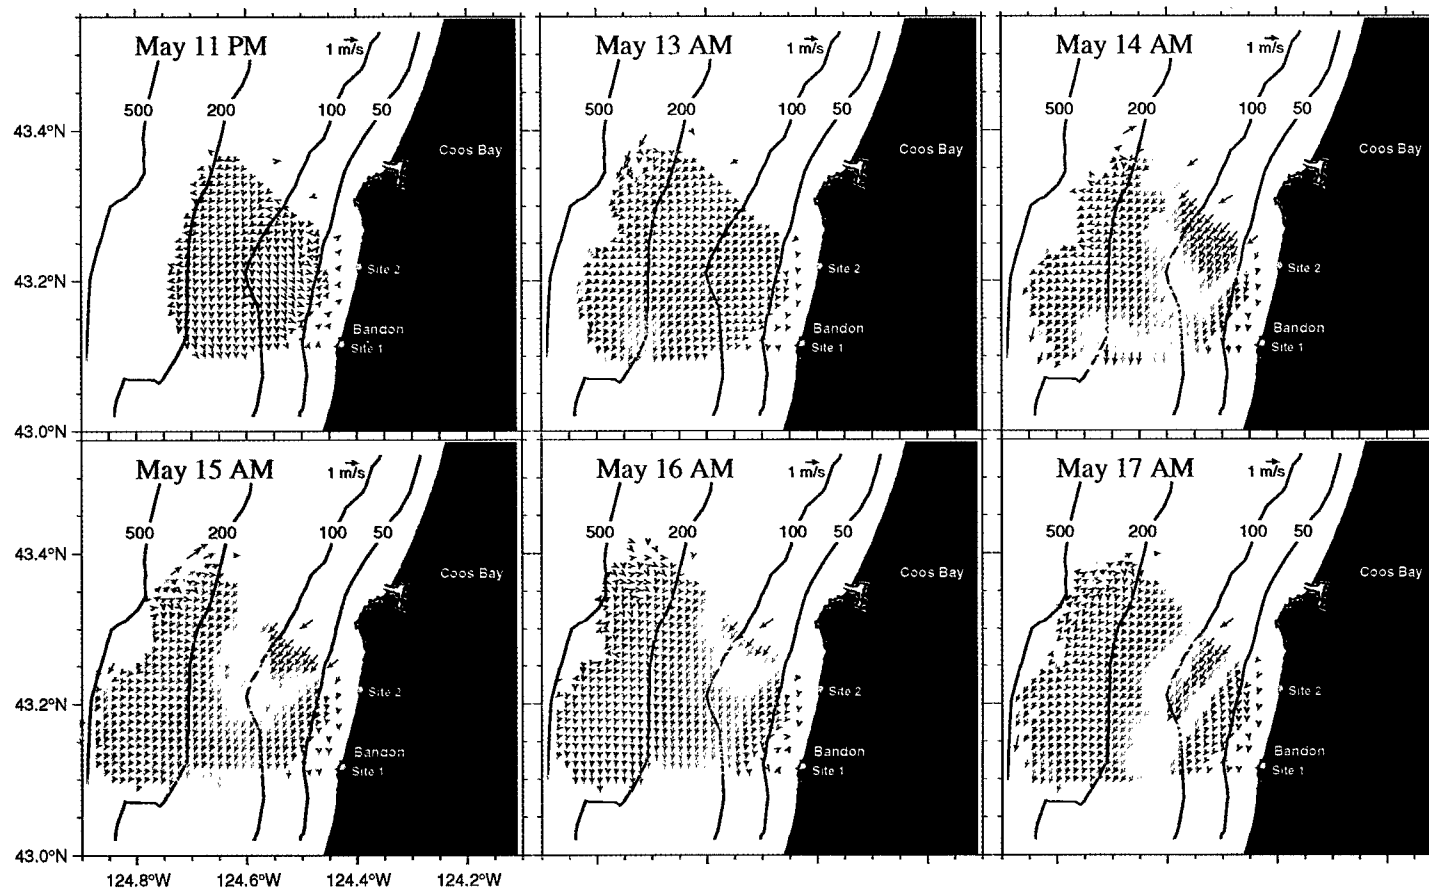 May 11 PM
1 m/s
500
200
100
50
43.4°N
Coos Bay
43.2°N
Site 2
Bandon
Site 1
43.0°N
May 13 AM
1 m/s
500
200
100
50
Coos Bay
Site 2
Bandon
Site 1
May 14 AM
1 m/s
500
200
100
50
Coos Bay
Site 2
Bandon
Site 1
May 15 AM
1 m/s
500
200
100
50
43.4°N
Coos Bay
43.2°N
Site 2
Bandon
Site 1
43.0°N
124.8°W
124.6°W
124.4°W
124.2°W
May 16 AM
1 m/s
500
200
100
50
Coos Bay
Site 2
Bandon
Site 1
May 17 AM
1 m/s
500
200
100
50
Coos Bay
Site 2
Bandon
Site 1